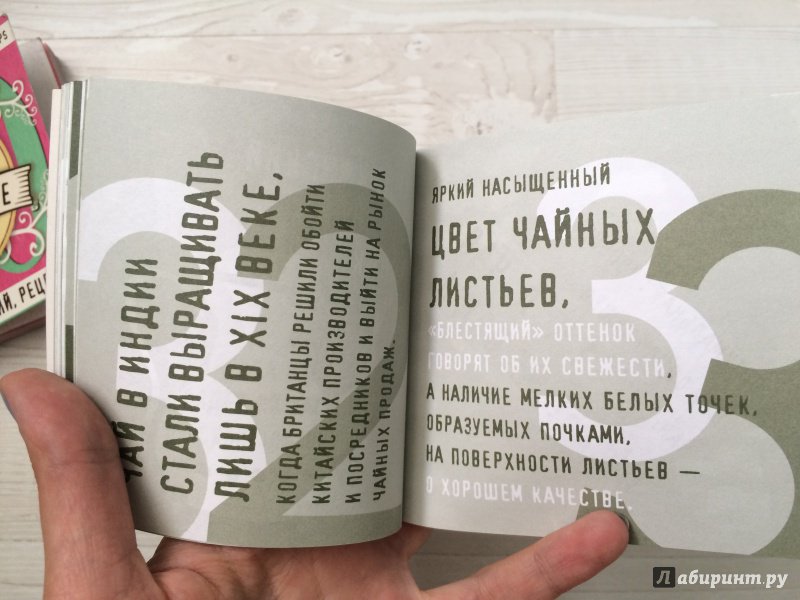 ЧАЙ В ИНДИИ
СТАЛИ ВЫРАЩИВАТЬ
ЛИШЬ В XIX ВЕКЕ,
КОГДА БРИТАНЦЫ РЕШИЛИ ОБОЙТИ
КИТАЙСКИХ ПРОИЗВОДИТЕЛЕЙ
И ПОСРЕДНИКОВ И ВЫЙТИ НА РЫНОК
ЧАЙНЫХ ПРОДАЖ.
32
ЯРКИЙ НАСЫЩЕННЫЙ
ЦВЕТ ЧАЙНЫХ
ЛИСТЬЕВ,
«БЛЕСТЯЩИЙ» ОТТЕНОК
ГОВОРЯТ ОБ ИХ СВЕЖЕСТИ,
А НАЛИЧИЕ МЕЛКИХ БЕЛЫХ ТОЧЕК,
ОБРАЗУЕМЫХ ПОЧКАМИ,
НА ПОВЕРХНОСТИ ЛИСТЬЕВ —
О ХОРОШЕМ КАЧЕСТВЕ.
33
Лабиринт.ру